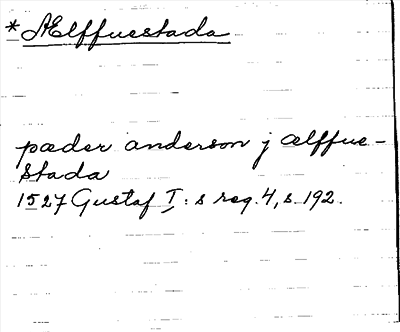 * Ælffuestada
pæder anderson j ælffue-
stada
1527 Gustaf I: s reg. 4, s. 192.